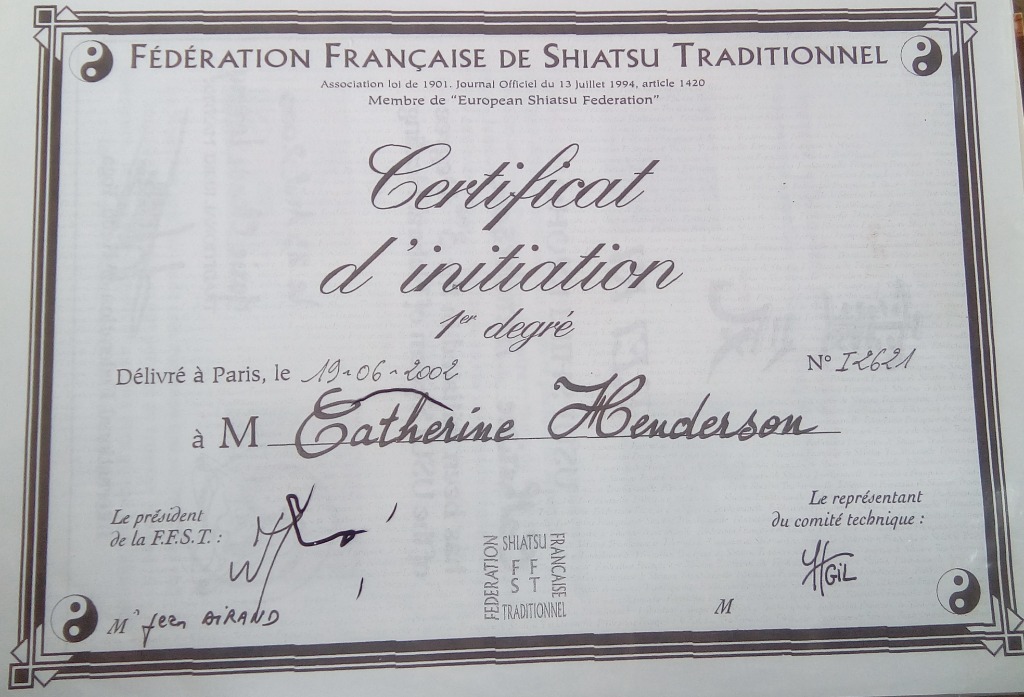 FÉDÉRATION FRANÇAISE DE SHIATSU TRADITIONNEL
Association loi de 1901. Journal Officiel du 13 juillet 1994, article 1420
Membre de "European Shiatsu Federation"
Certificat
d'initiation
1er degré
Délivré à Paris, le 19-06-2002
N° I2621
à M Catherine Henderson
Le président
de la F.F.S.T. :
Le représentant
du comité technique :
GIL
FEDERATION SHIATSU FRANÇAISE
F F
S T
TRADITIONNEL
M
M AIRAND